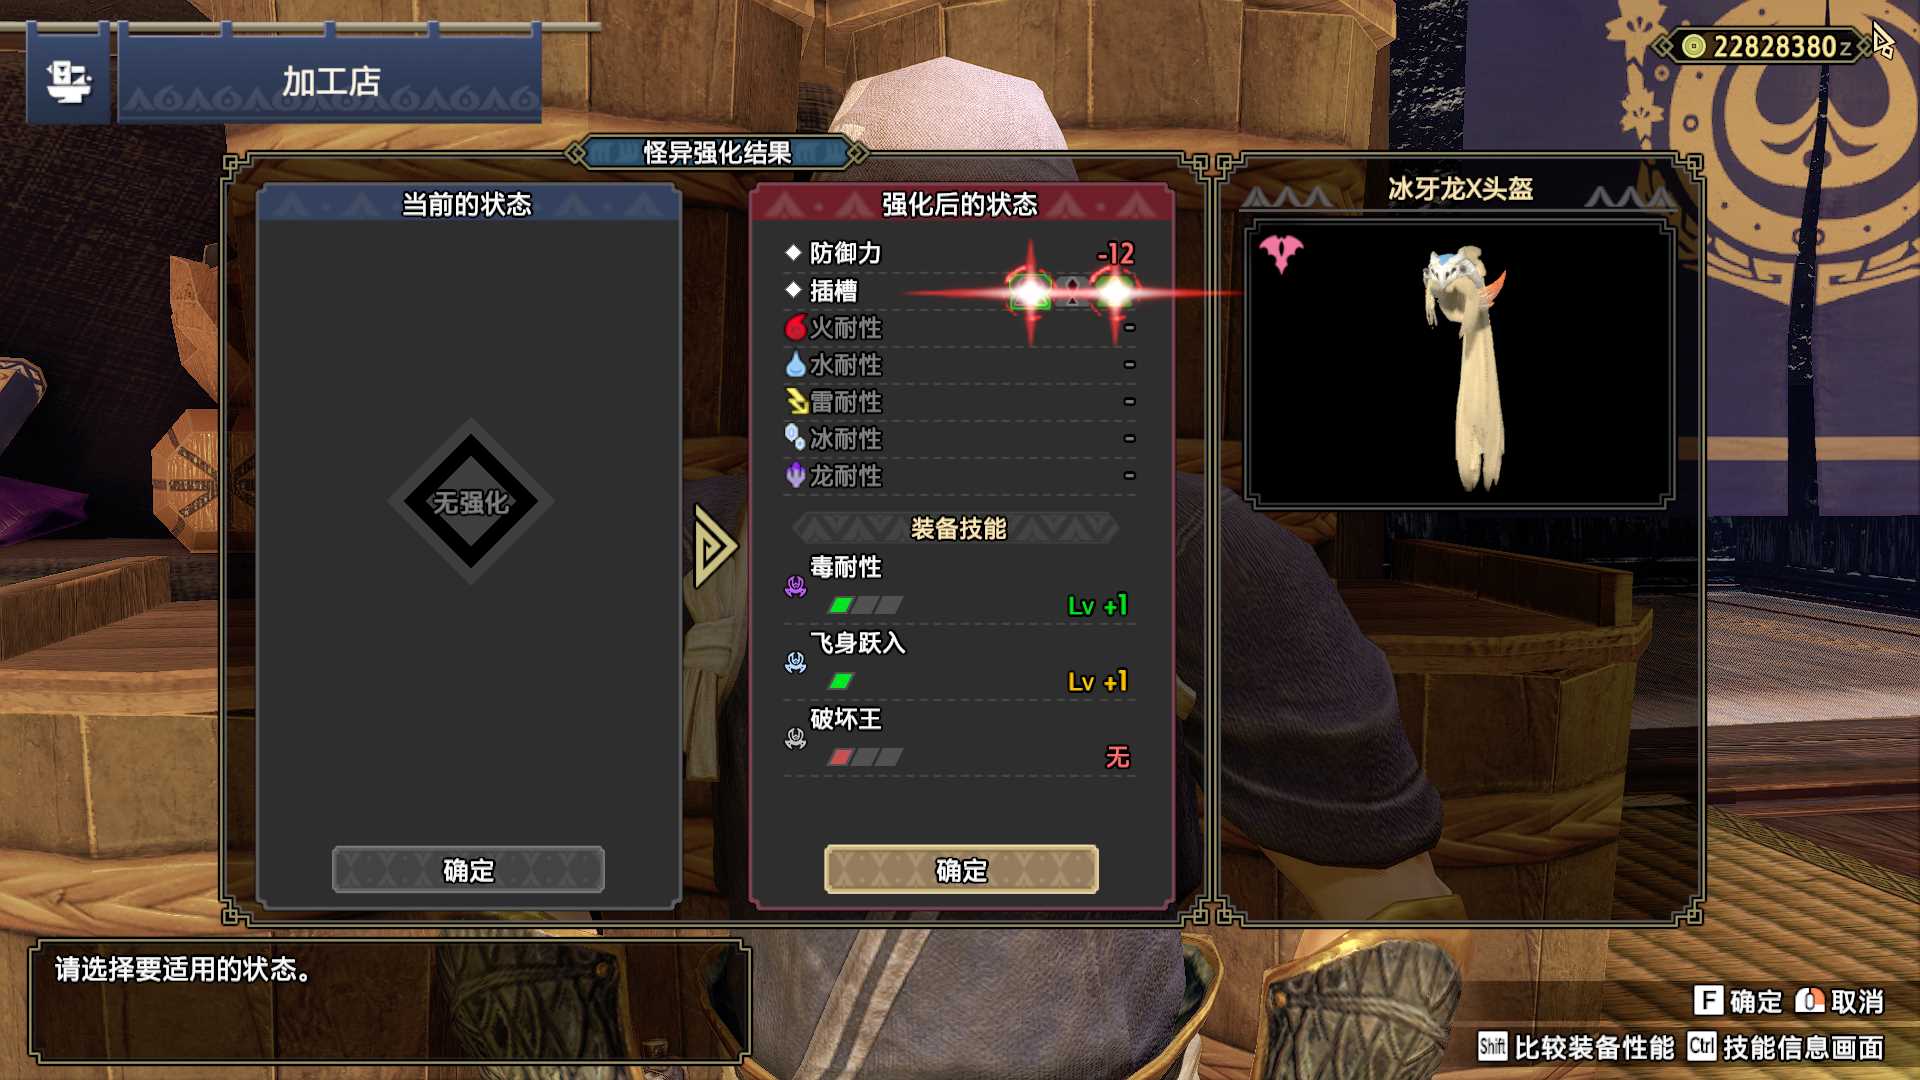 加工店
22828380z
怪异强化结果
当前的状态
无强化
确定
强化后的状态
防御力 -12
插槽
火耐性 -
水耐性 -
雷耐性 -
冰耐性 -
龙耐性 -
装备技能
毒耐性
Lv +1
飞身跃入
Lv +1
破坏王
无
确定
冰牙龙X头盔
请选择要适用的状态。
F 确定 取消
Shift 比较装备性能 Ctrl 技能信息画面